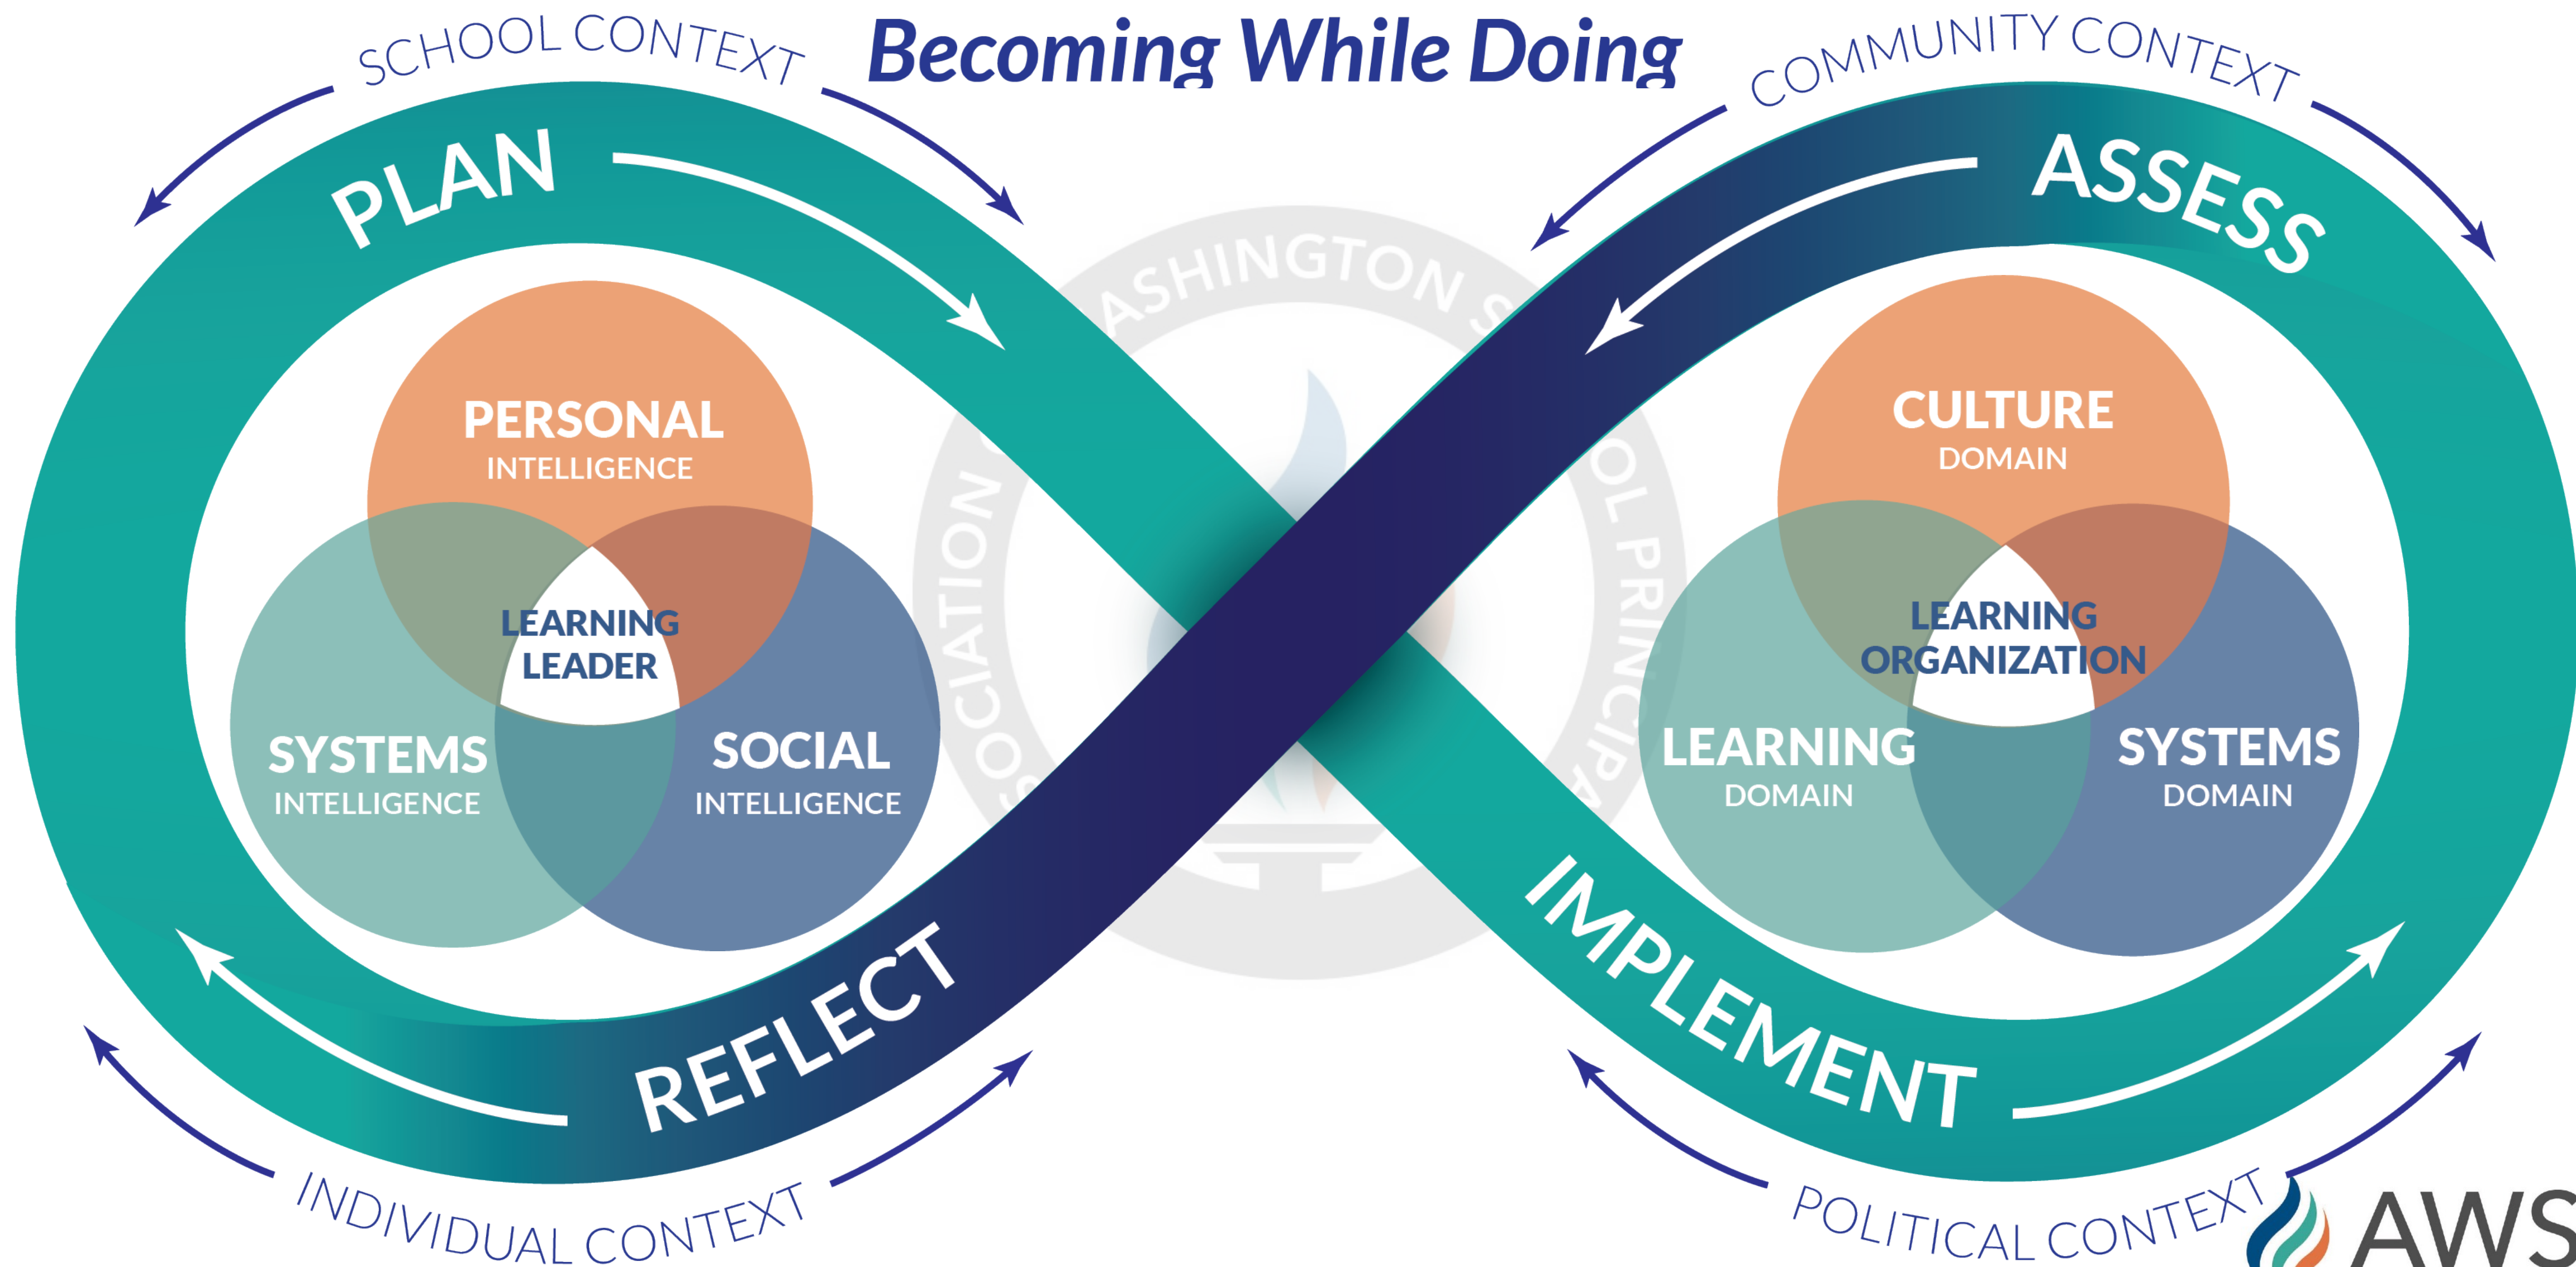 Becoming While Doing
SCHOOL CONTEXT
COMMUNITY CONTEXT
PLAN
ASSESS
PERSONAL
INTELLIGENCE
LEARNING
LEADER
SYSTEMS
INTELLIGENCE
SOCIAL
INTELLIGENCE
CULTURE
DOMAIN
LEARNING
ORGANIZATION
LEARNING
DOMAIN
SYSTEMS
DOMAIN
REFLECT
IMPLEMENT
INDIVIDUAL CONTEXT
POLITICAL CONTEXT
AWS